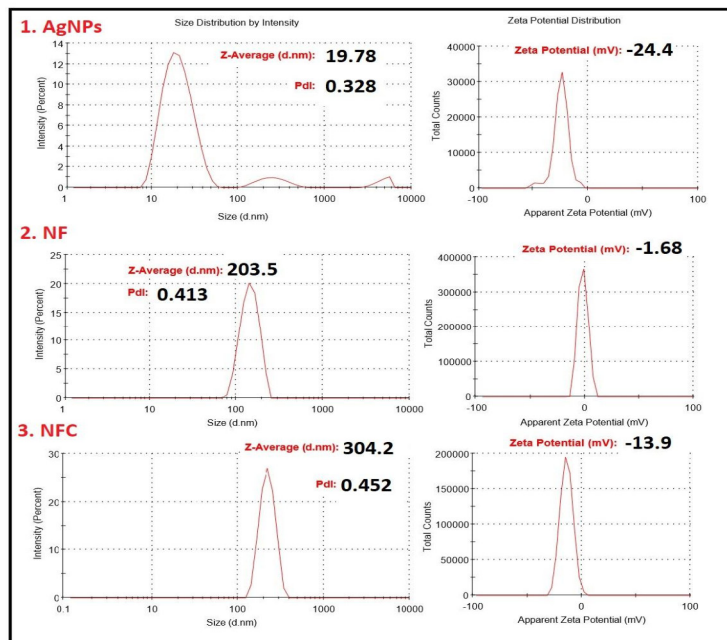 1. AgNPs
Size Distribution by Intensity
Z-Average (d.nm): 19.78
PdI: 0.328
Intensity (Percent)
14
12
10
8
6
4
2
0
1 10 100 1000 10000
Size (d.nm)
Zeta Potential Distribution
Zeta Potential (mV): -24.4
Total Counts
40000
30000
20000
10000
0
-100 0 100
Apparent Zeta Potential (mV)
2. NF
Z-Average (d.nm): 203.5
PdI: 0.413
Intensity (Percent)
25
20
15
10
5
0
1 10 100 1000 10000
Size (d.nm)
Zeta Potential (mV): -1.68
Total Counts
400000
300000
200000
100000
0
-100 0 100
Apparent Zeta Potential (mV)
3. NFC
Z-Average (d.nm): 304.2
PdI: 0.452
Intensity (Percent)
30
20
10
0
0.1 10 100 1000 10000
Size (d.nm)
Zeta Potential (mV): -13.9
Total Counts
200000
150000
100000
50000
0
-100 0 100
Apparent Zeta Potential (mV)